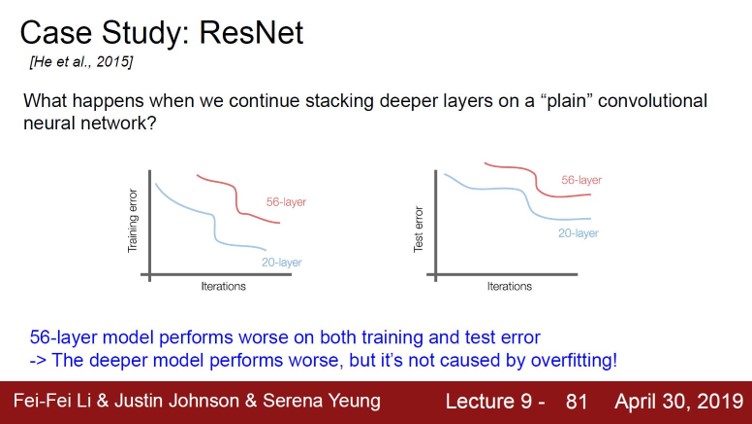 Case Study: ResNet
[He et al., 2015]
What happens when we continue stacking deeper layers on a “plain” convolutional
neural network?
Training error
56-layer
20-layer
Iterations
Test error
56-layer
20-layer
Iterations
56-layer model performs worse on both training and test error
-> The deeper model performs worse, but it’s not caused by overfitting!
Fei-Fei Li & Justin Johnson & Serena Yeung Lecture 9 - 81 April 30, 2019